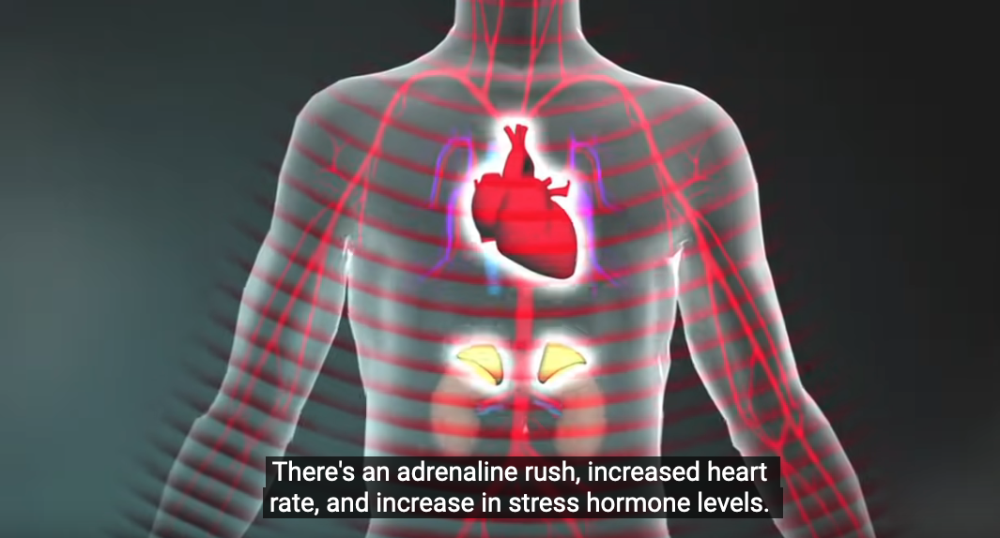 There's an adrenaline rush, increased heart
rate, and increase in stress hormone levels.